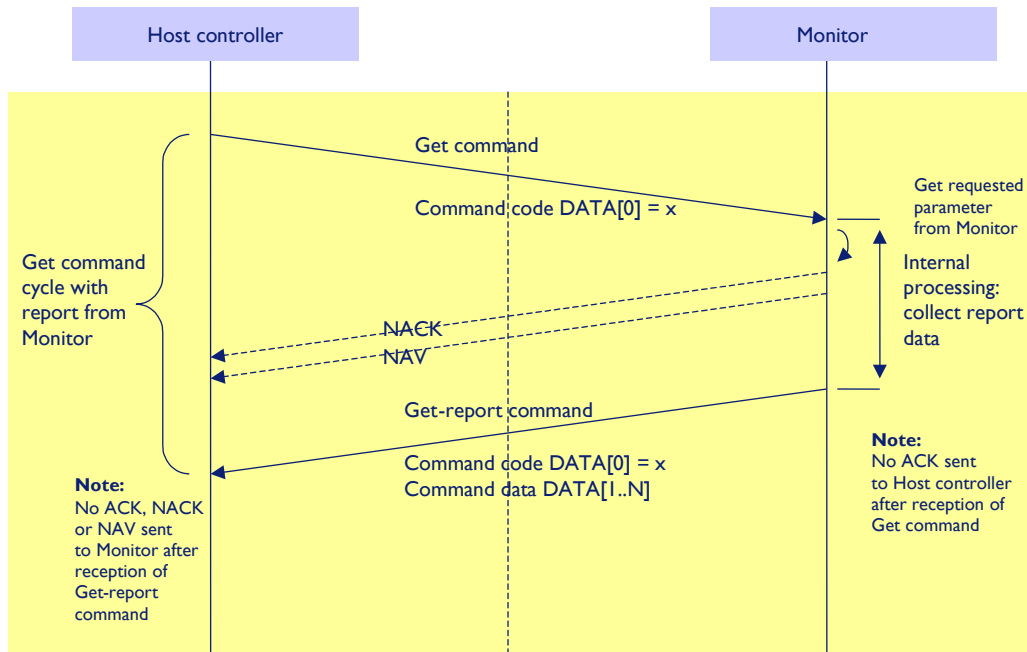 Host controller
Monitor
Get command
Command code DATA[0] = x
Get requested
parameter
from Monitor
Get command
cycle with
report from
Monitor
Internal
processing:
collect report
data
NACK
NAV
Get-report command
Command code DATA[0] = x
Command data DATA[1..N]
Note:
No ACK sent
to Host controller
after reception of
Get command
Note:
No ACK, NACK
or NAV sent
to Monitor after
reception of
Get-report
command